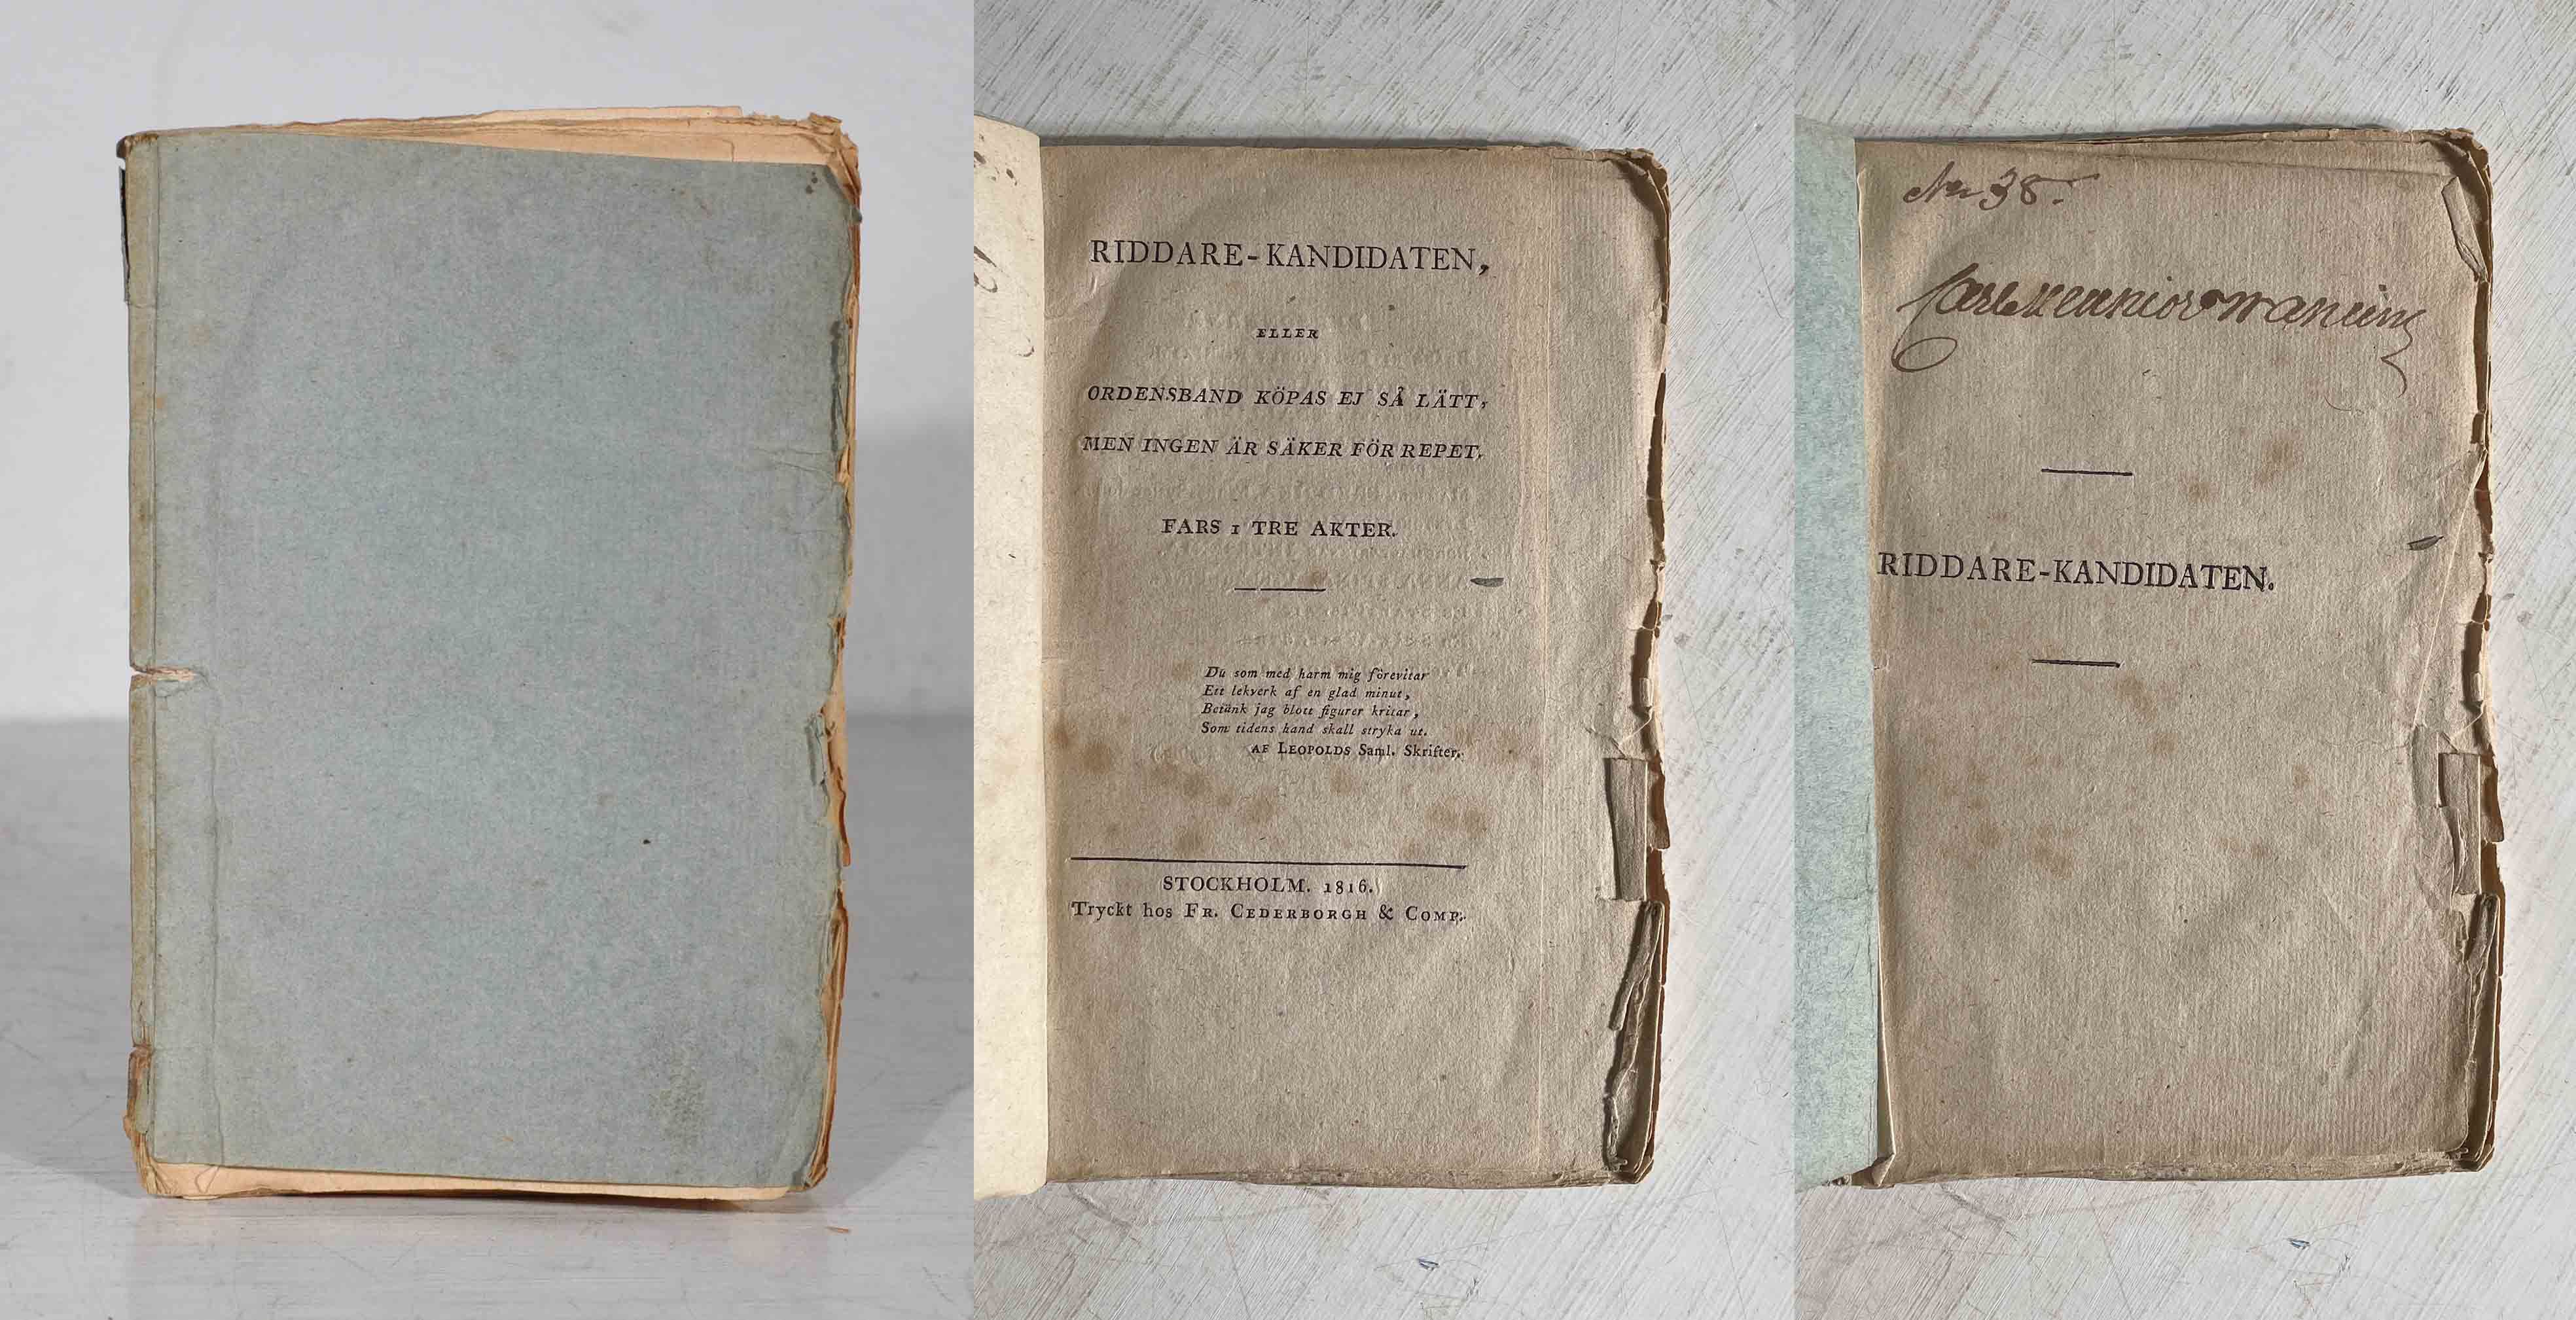 RIDDARE-KANDIDATEN,
ELLER
ORDENSBAND KÖPAS EJ SÅ LÄTT,
MEN INGEN ÄR SÄKER FÖR REPET.
FARS I TRE AKTER.
Du som med harm mig förevitar
Ett lekverk af en glad minut,
Betänk jag blott figurer kritar,
Som tidens hand skall stryka ut.
AF LEOPOLDS Saml. Skrifter.
STOCKHOLM. 1816.
Tryckt hos FR. CEDERBORGH & COMP.
No 38.
RIDDARE-KANDIDATEN.